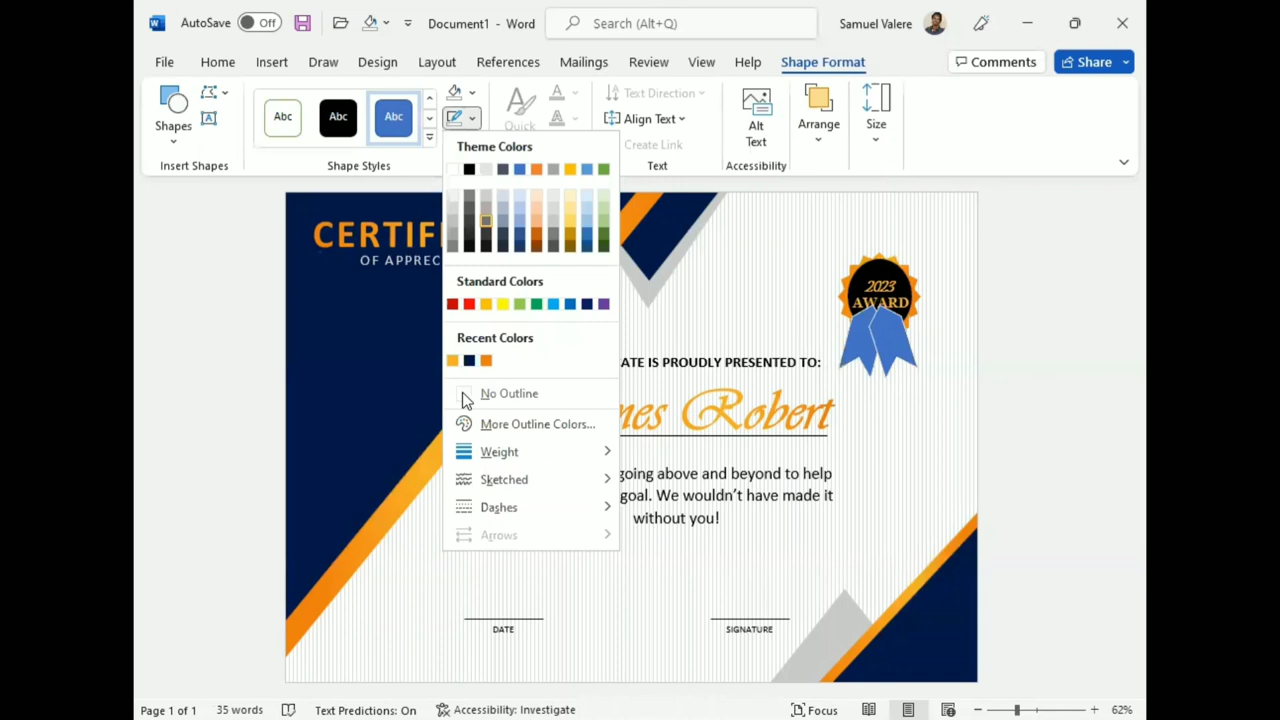 AutoSave Off Document1 - Word Search (Alt+Q) Samuel Valere
File Home Insert Draw Design Layout References Mailings Review View Help Shape Format Comments Share
Shapes
Insert Shapes
Abc Abc Abc
Shape Styles
Quick
Text Direction
Align Text
Create Link
Text
Alt
Text
Accessibility
Arrange
Size
Theme Colors
Standard Colors
Recent Colors
No Outline
More Outline Colors...
Weight
Sketched
Dashes
Arrows
CERTIF
OF APPREC
2023
AWARD
ATE IS PROUDLY PRESENTED TO:
nes Robert
going above and beyond to help
goal. We wouldn't have made it
without you!
DATE
SIGNATURE
Page 1 of 1 35 words Text Predictions: On Accessibility: Investigate Focus 62%